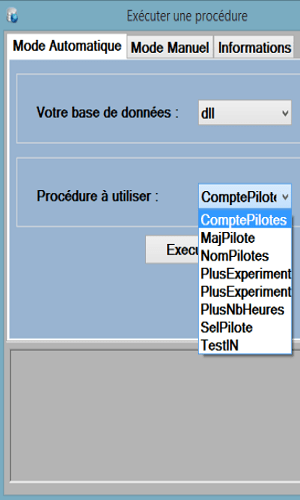 Exécuter une procédure
Mode Automatique Mode Manuel Informations
Votre base de données : dll
Procédure à utiliser : ComptePilote
ComptePilotes
Execu
MajPilote
NomPilotes
PlusExperiment
PlusExperiment
PlusNbHeures
SelPilote
TestIN